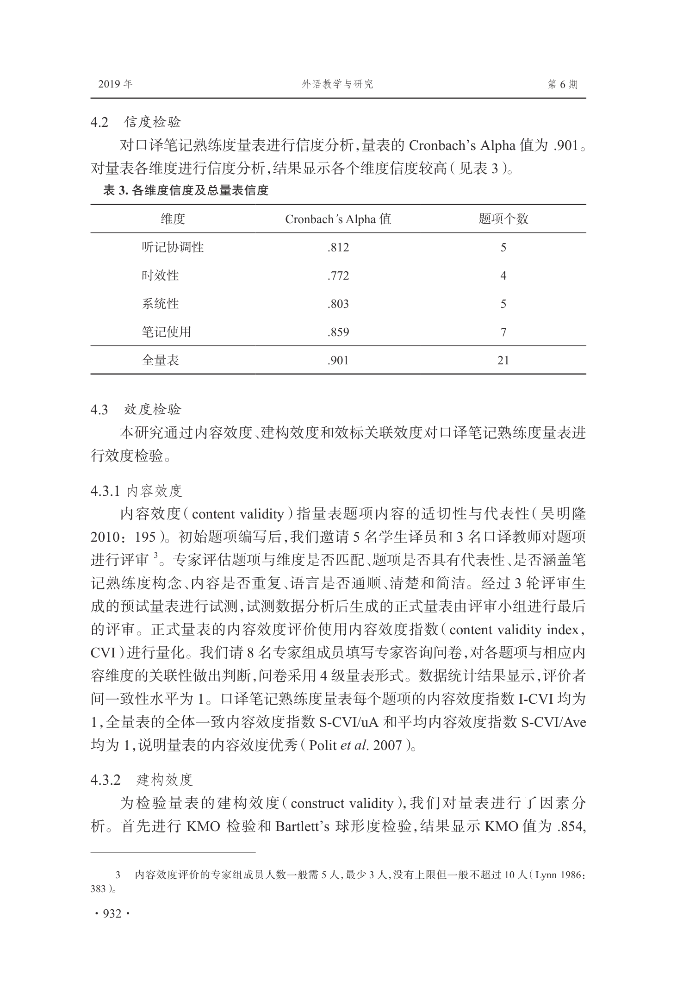 2019 年 外语教学与研究 第 6 期
4.2 信度检验
对口译笔记熟练度量表进行信度分析,量表的 Cronbach’s Alpha 值为 .901。
对量表各维度进行信度分析,结果显示各个维度信度较高(见表 3)。
表 3. 各维度信度及总量表信度
维度 Cronbach’s Alpha 值 题项个数
听记协调性 .812 5
时效性 .772 4
系统性 .803 5
笔记使用 .859 7
全量表 .901 21
4.3 效度检验
本研究通过内容效度、建构效度和效标关联效度对口译笔记熟练度量表进
行效度检验。
4.3.1 内容效度
内容效度(content validity)指量表题项内容的适切性与代表性(吴明隆
2010:195)。初始题项编写后,我们邀请 5 名学生译员和 3 名口译教师对题项
进行评审 3。专家评估题项与维度是否匹配、题项是否具有代表性、是否涵盖笔
记熟练度构念、内容是否重复、语言是否通顺、清楚和简洁。经过 3 轮评审生
成的预试量表进行试测,试测数据分析后生成的正式量表由评审小组进行最后
的评审。正式量表的内容效度评价使用内容效度指数(content validity index,
CVI)进行量化。我们请 8 名专家组成员填写专家咨询问卷,对各题项与相应内
容维度的关联性做出判断,问卷采用 4 级量表形式。数据统计结果显示,评价者
间一致性水平为 1。口译笔记熟练度量表每个题项的内容效度指数 I-CVI 均为
1,全量表的全体一致内容效度指数 S-CVI/uA 和平均内容效度指数 S-CVI/Ave
均为 1,说明量表的内容效度优秀(Polit et al. 2007)。
4.3.2 建构效度
为检验量表的建构效度(construct validity),我们对量表进行了因素分
析。首先进行 KMO 检验和 Bartlett’s 球形度检验,结果显示 KMO 值为 .854,
3 内容效度评价的专家组成员人数一般需 5 人,最少 3 人,没有上限但一般不超过 10 人(Lynn 1986:
383)。
·932·